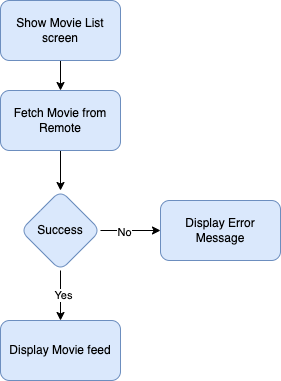 Show Movie List
screen
Fetch Movie from
Remote
Success
No
Display Error
Message
Yes
Display Movie feed